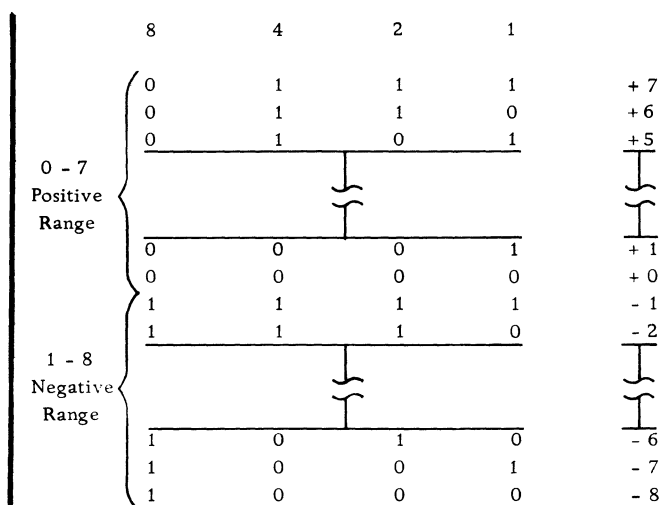 8 4 2 1
0 1 1 1 + 7
0 1 1 0 + 6
0 1 0 1 + 5
0 - 7
Positive
Range
0 0 0 1 + 1
0 0 0 0 + 0
1 1 1 1 - 1
1 1 1 0 - 2
1 - 8
Negative
Range
1 0 1 0 - 6
1 0 0 1 - 7
1 0 0 0 - 8